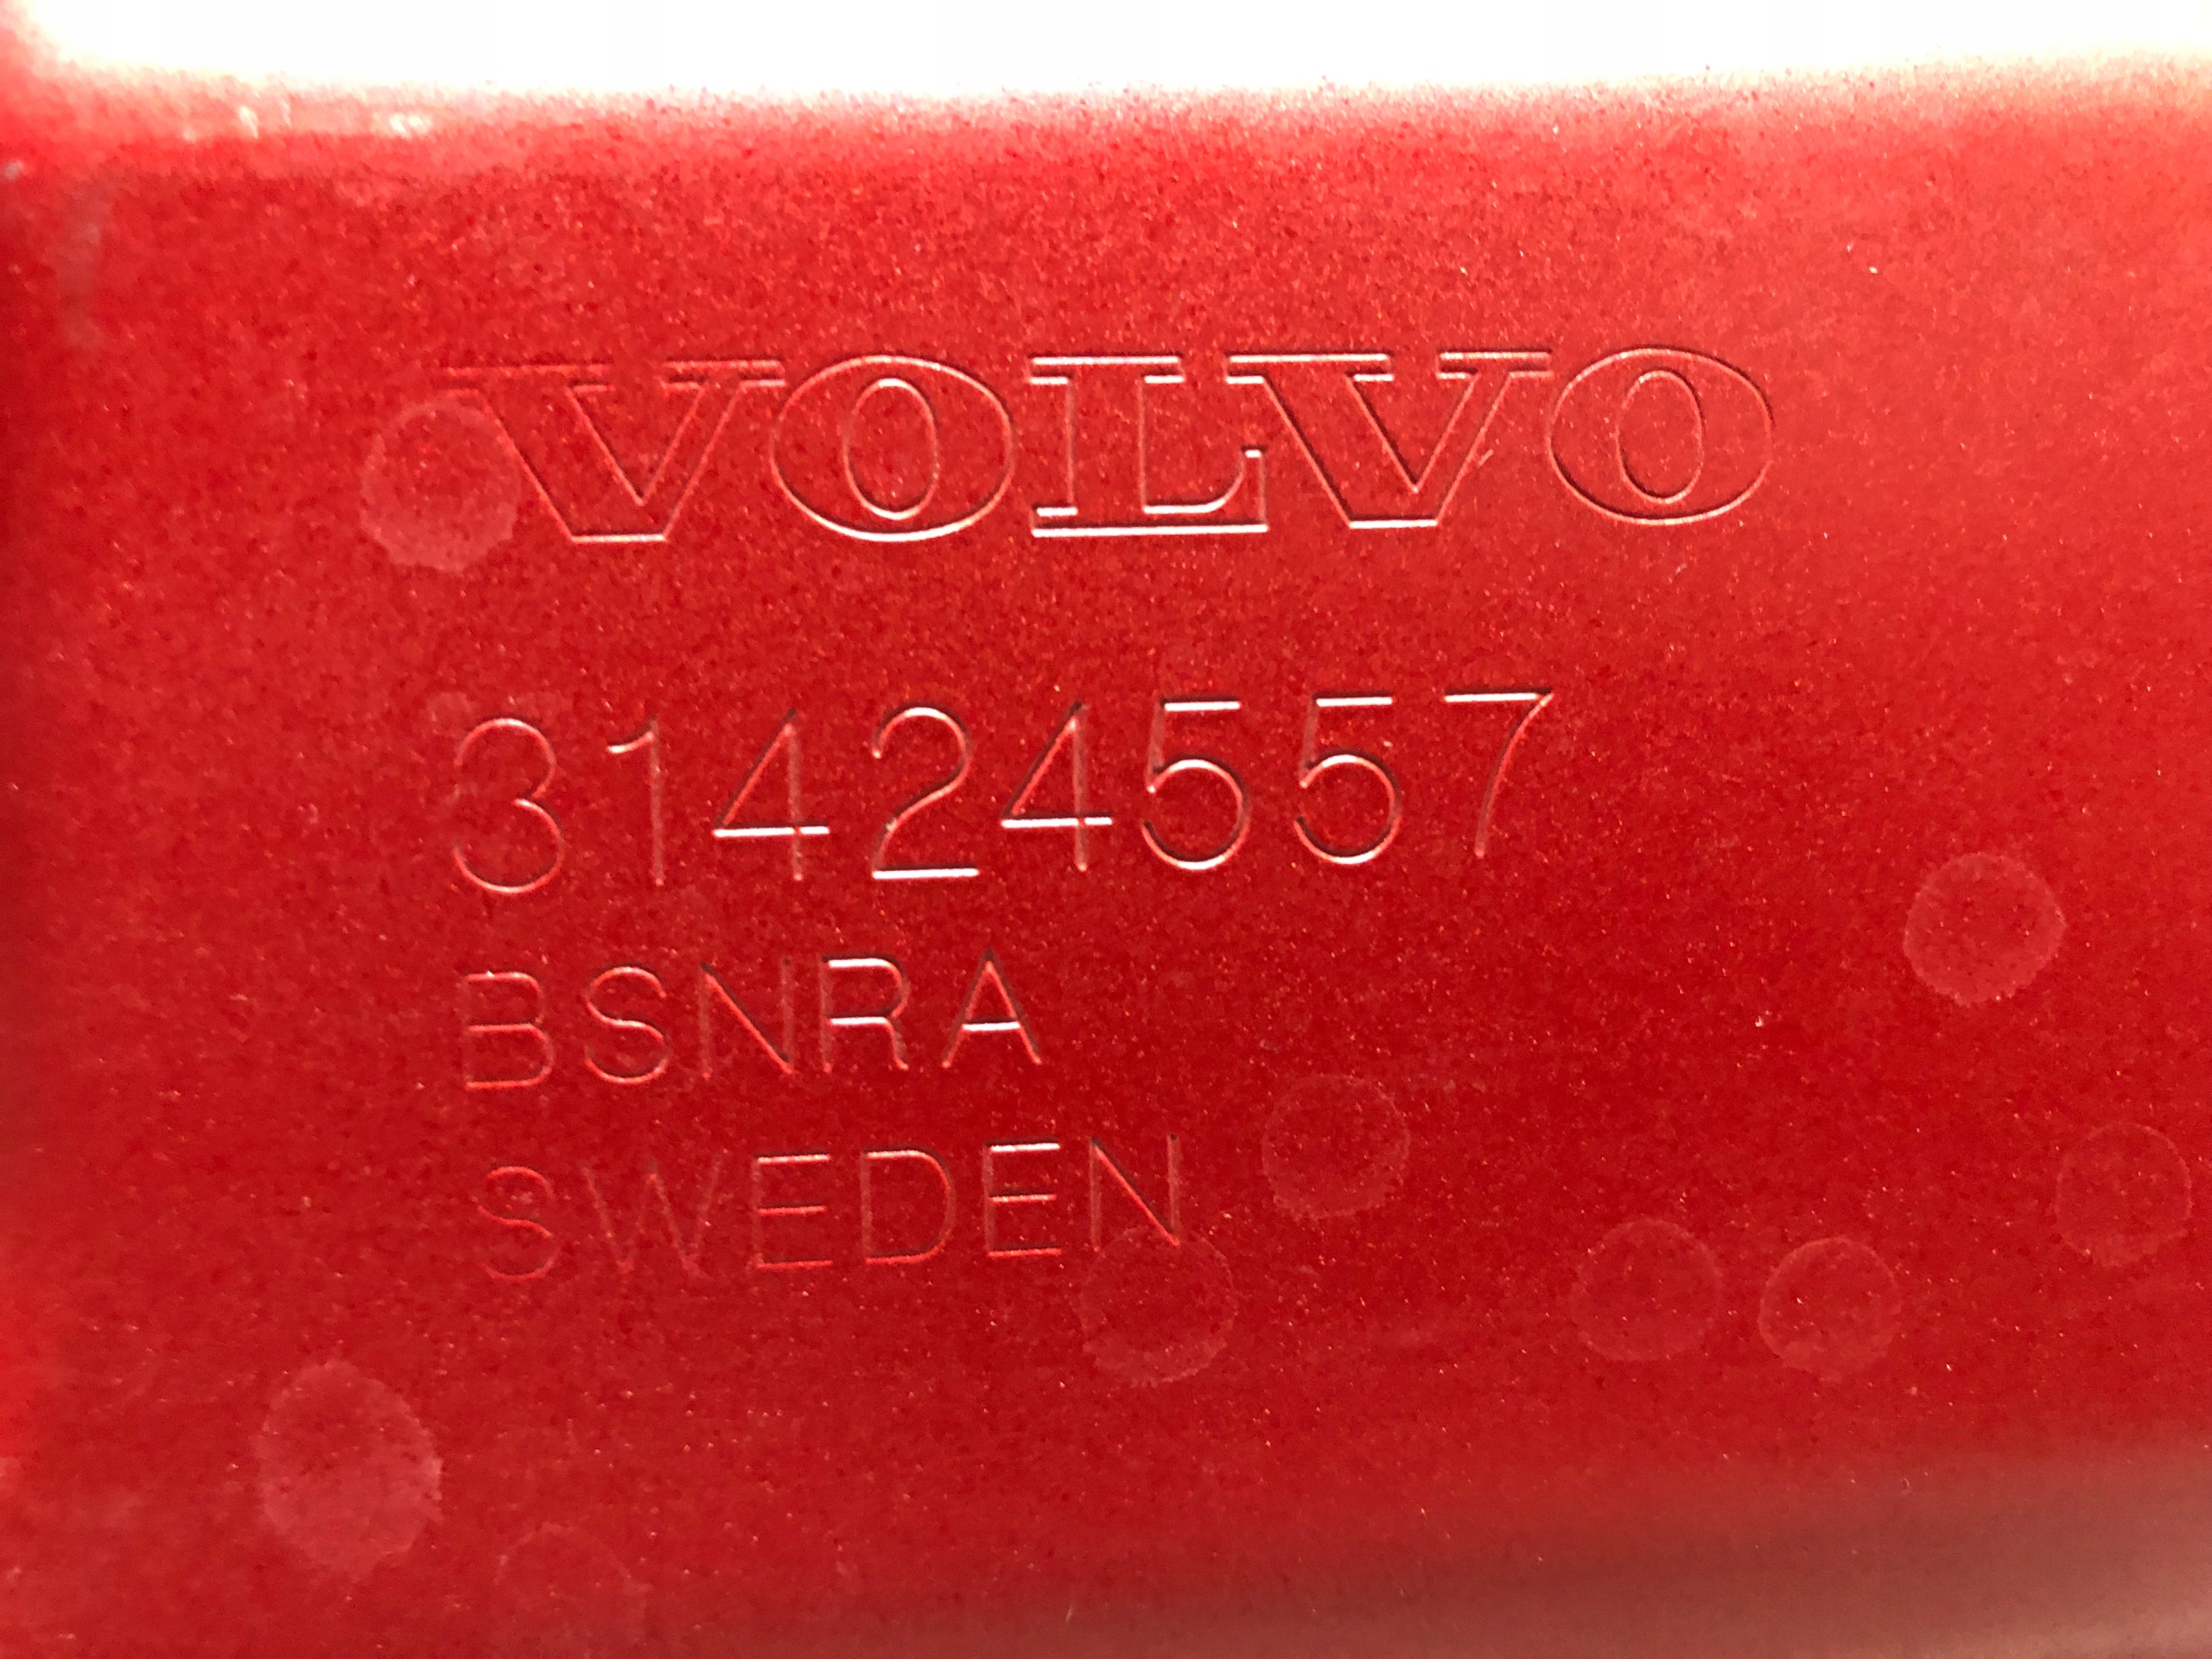 VOLVO
31424557
BSNRA
SWEDEN